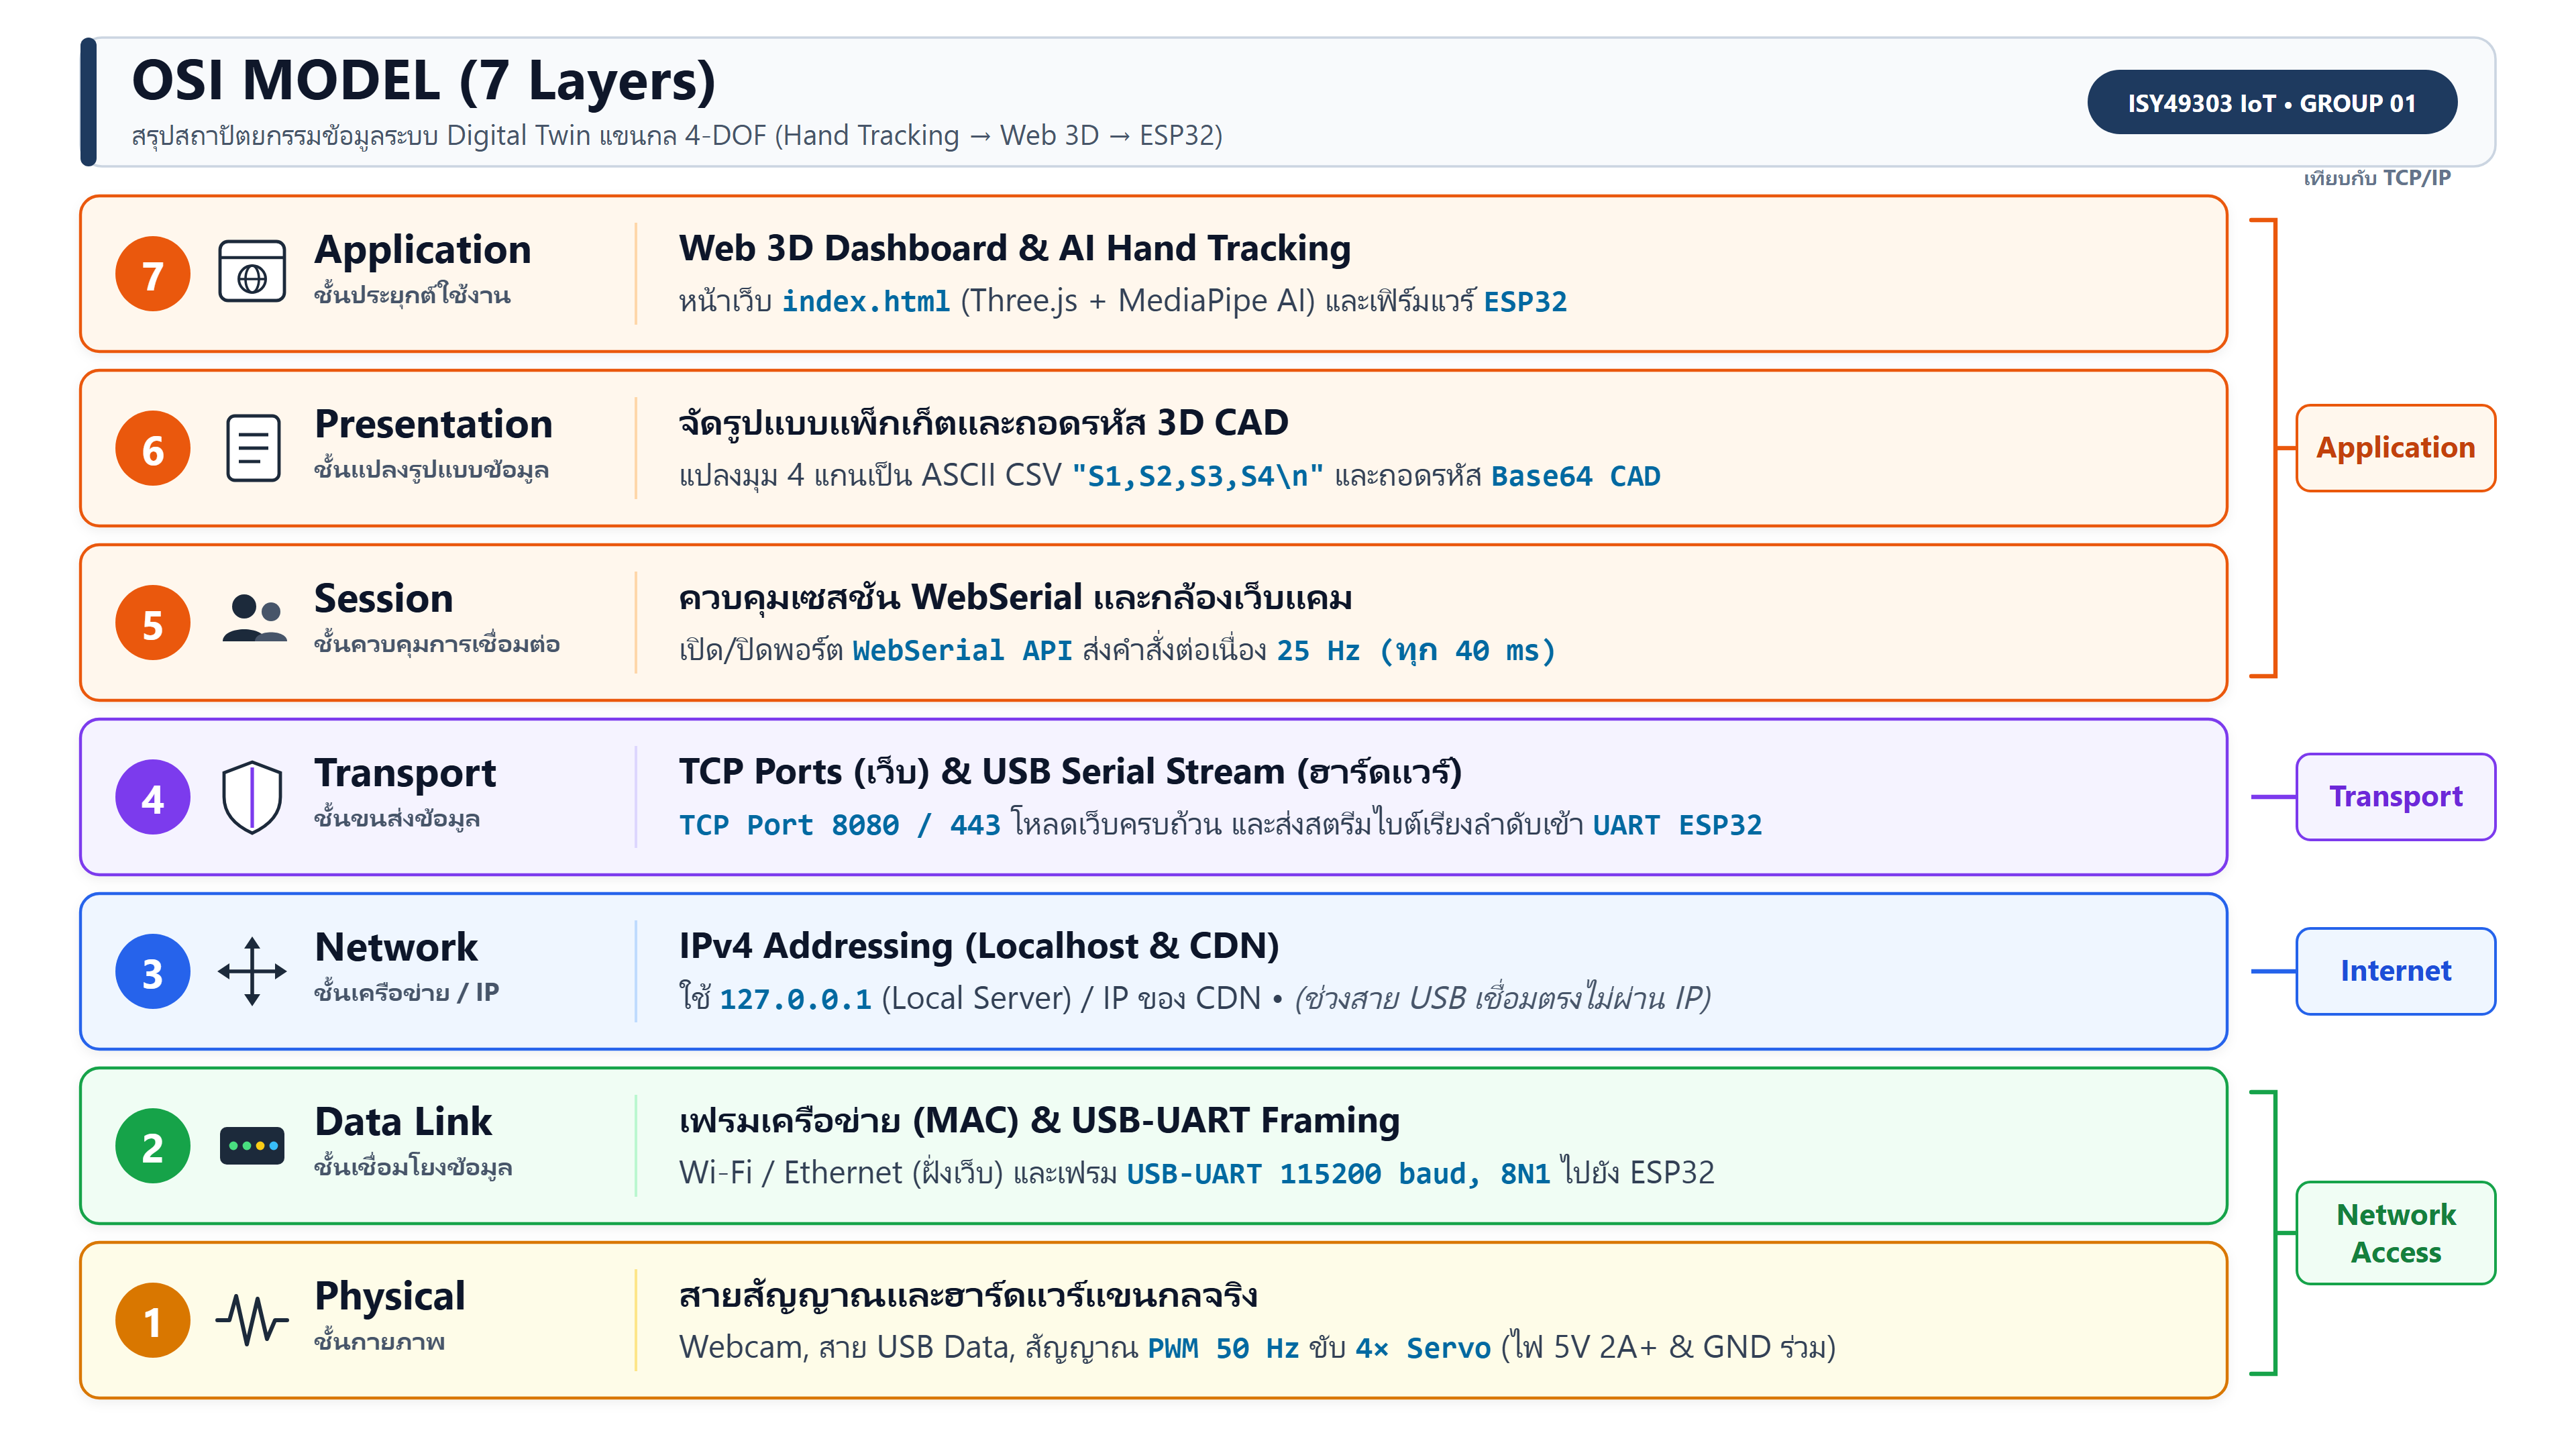 OSI MODEL (7 Layers)
สรุปสถาปัตยกรรมข้อมูลระบบ Digital Twin แขนกล 4-DOF (Hand Tracking → Web 3D → ESP32)
ISY49303 IoT • GROUP 01
เทียบกับ TCP/IP
7
Application
ชั้นประยุกต์ใช้งาน
Web 3D Dashboard & AI Hand Tracking
หน้าเว็บ index.html (Three.js + MediaPipe AI) และเฟิร์มแวร์ ESP32
6
Presentation
ชั้นแปลงรูปแบบข้อมูล
จัดรูปแบบแพ็กเก็ตและถอดรหัส 3D CAD
แปลงมุม 4 แกนเป็น ASCII CSV "S1,S2,S3,S4\n" และถอดรหัส Base64 CAD
Application
5
Session
ชั้นควบคุมการเชื่อมต่อ
ควบคุมเซสชัน WebSerial และกล้องเว็บแคม
เปิด/ปิดพอร์ต WebSerial API ส่งคำสั่งต่อเนื่อง 25 Hz (ทุก 40 ms)
4
Transport
ชั้นขนส่งข้อมูล
TCP Ports (เว็บ) & USB Serial Stream (ฮาร์ดแวร์)
TCP Port 8080 / 443 โหลดเว็บครบถ้วน และส่งสตรีมไบต์เรียงลำดับเข้า UART ESP32
Transport
3
Network
ชั้นเครือข่าย / IP
IPv4 Addressing (Localhost & CDN)
ใช้ 127.0.0.1 (Local Server) / IP ของ CDN • (ช่วงสาย USB เชื่อมตรงไม่ผ่าน IP)
Internet
2
Data Link
ชั้นเชื่อมโยงข้อมูล
เฟรมเครือข่าย (MAC) & USB-UART Framing
Wi-Fi / Ethernet (ฝั่งเว็บ) และเฟรม USB-UART 115200 baud, 8N1 ไปยัง ESP32
Network
Access
1
Physical
ชั้นกายภาพ
สายสัญญาณและฮาร์ดแวร์แขนกลจริง
Webcam, สาย USB Data, สัญญาณ PWM 50 Hz ขับ 4× Servo (ไฟ 5V 2A+ & GND ร่วม)